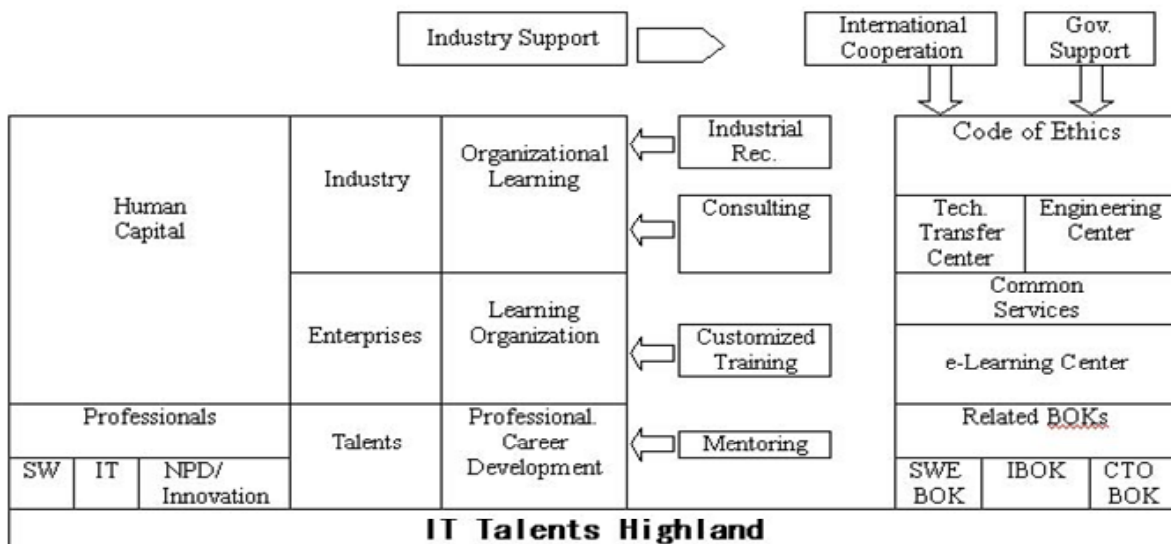 Industry Support
International
Cooperation
Gov.
Support
Human
Capital
Industry
Organizational
Learning
Industrial
Rec.
Consulting
Code of Ethics
Tech.
Transfer
Center
Engineering
Center
Common
Services
Enterprises
Learning
Organization
Customized
Training
e-Learning Center
Professionals
SW
IT
NPD/
Innovation
Talents
Professional.
Career
Development
Mentoring
Related BOKs
SWE
BOK
IBOK
CTO
BOK
IT Talents Highland